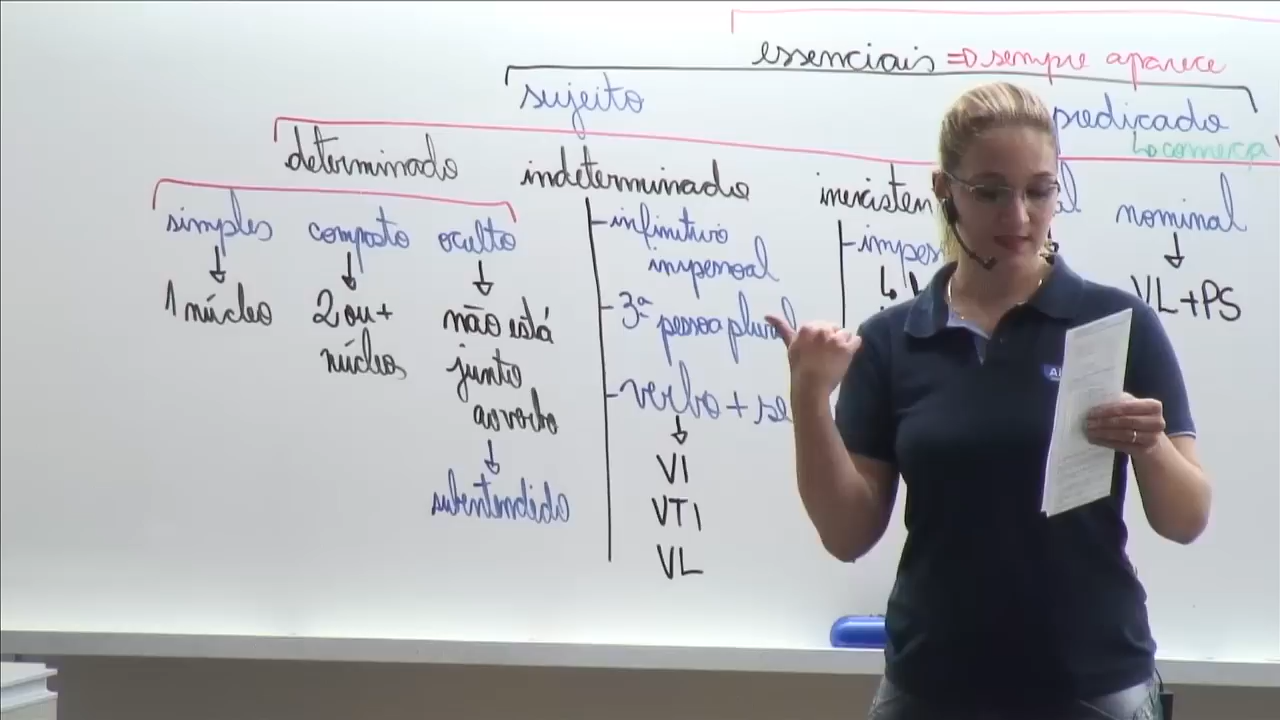 essenciais => sempre aparece
sujeito
predicado
↳ começa
determinado
indeterminado
simples
composto
oculto
infinitivo
impessoal
nominal
↓
↓
↓
↓
1 núcleo
2 ou +
núcleos
não está
junto
ao verbo
↓
subentendido
3ª
pessoa plural
verbo + se
↓
VI
VTI
VL
VL+PS